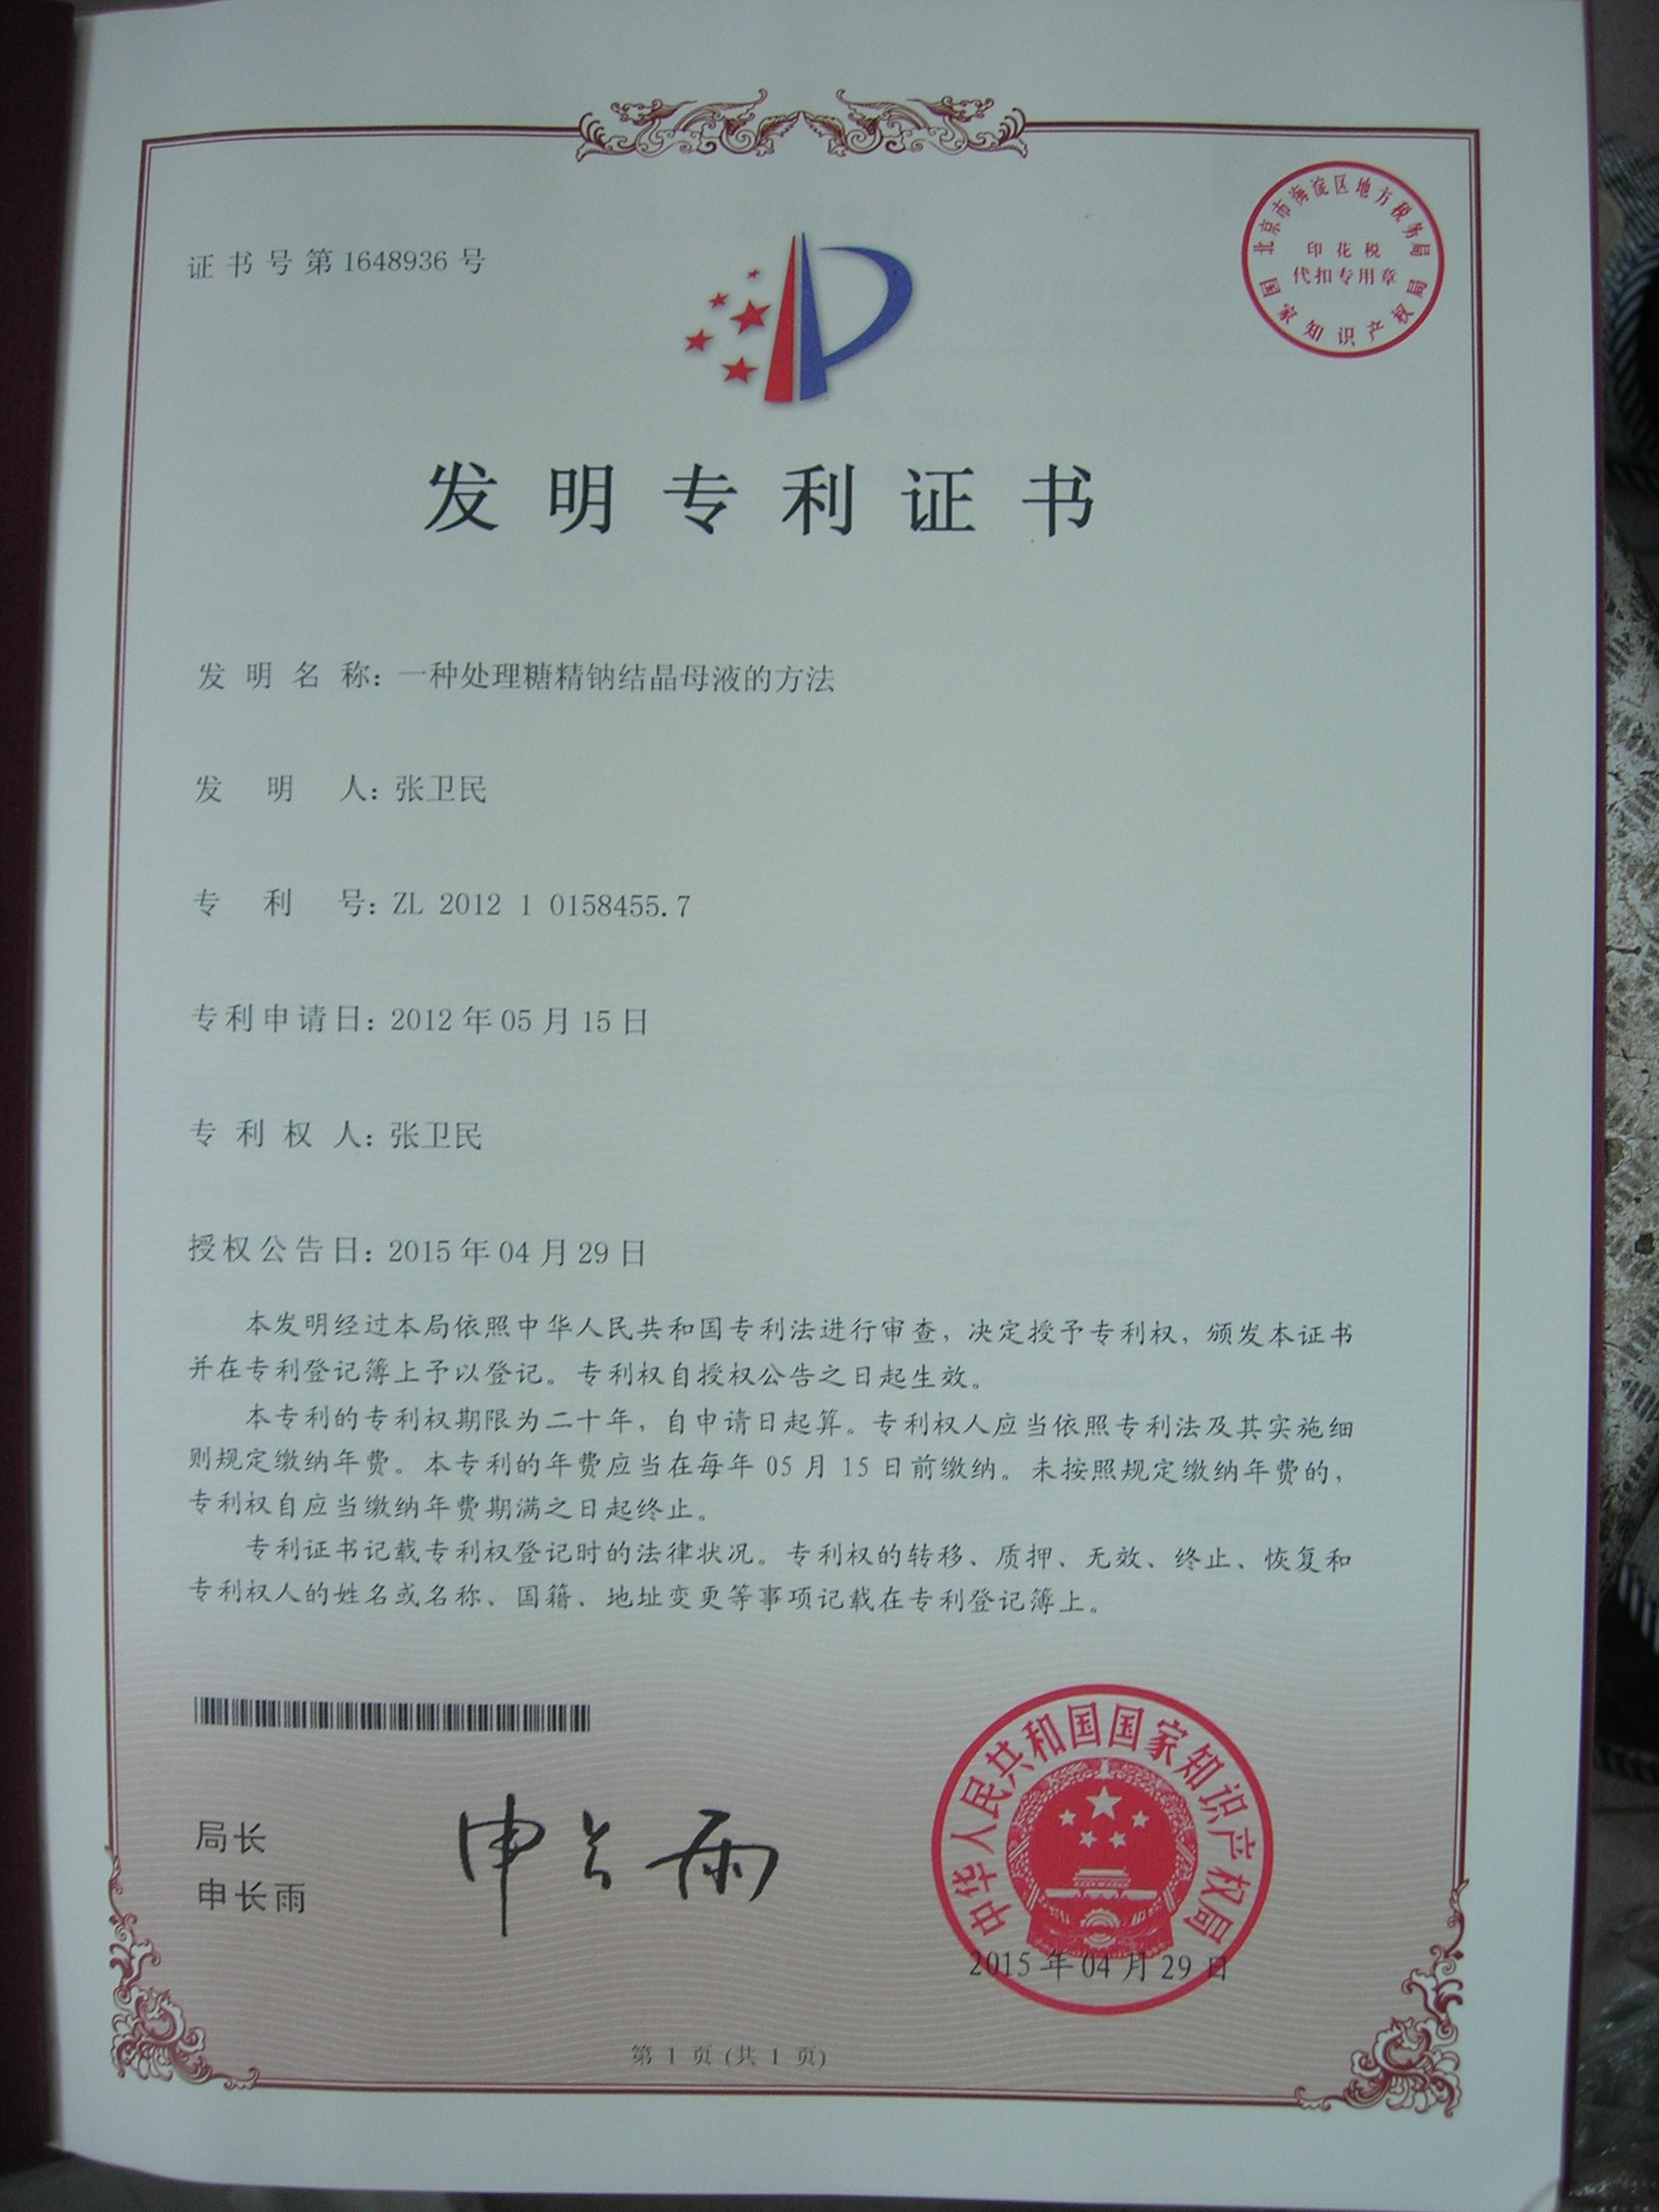 证书号第1648936号
北京市海淀区地方税务局
印花税
代扣专用章
国家知识产权局
发明专利证书
发明名称：一种处理糖精钠结晶母液的方法
发明人：张卫民
专利号：ZL 2012 1 0158455.7
专利申请日：2012年05月15日
专利权人：张卫民
授权公告日：2015年04月29日
本发明经过本局依照中华人民共和国专利法进行审查，决定授予专利权，颁发本证书
并在专利登记簿上予以登记。专利权自授权公告之日起生效。
本专利的专利权期限为二十年，自申请日起算。专利权人应当依照专利法及其实施细
则规定缴纳年费。本专利的年费应当在每年05月15日前缴纳。未按照规定缴纳年费的，
专利权自应当缴纳年费期满之日起终止。
专利证书记载专利权登记时的法律状况。专利权的转移、质押、无效、终止、恢复和
专利权人的姓名或名称、国籍、地址变更等事项记载在专利登记簿上。
局长
申长雨
申长雨
中华人民共和国国家知识产权局
2015年04月29日
第1页(共1页)